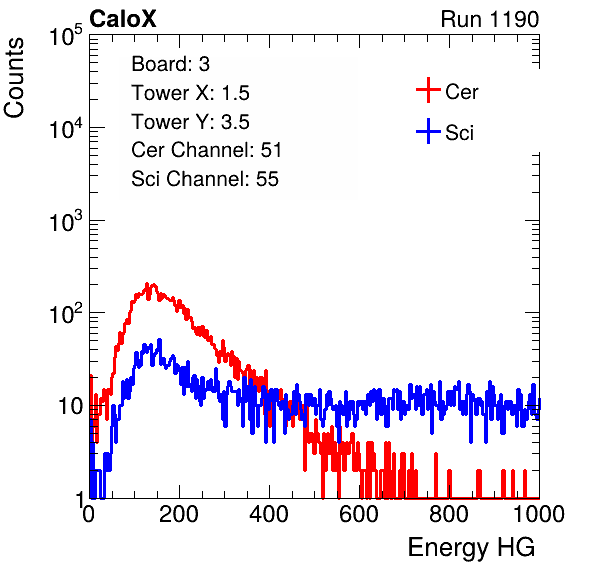 CaloX Run 1190
Counts
Board: 3
Tower X: 1.5
Tower Y: 3.5
Cer Channel: 51
Sci Channel: 55
Cer
Sci
10^5
10^4
10^3
10^2
10
1
0 200 400 600 800 1000
Energy HG